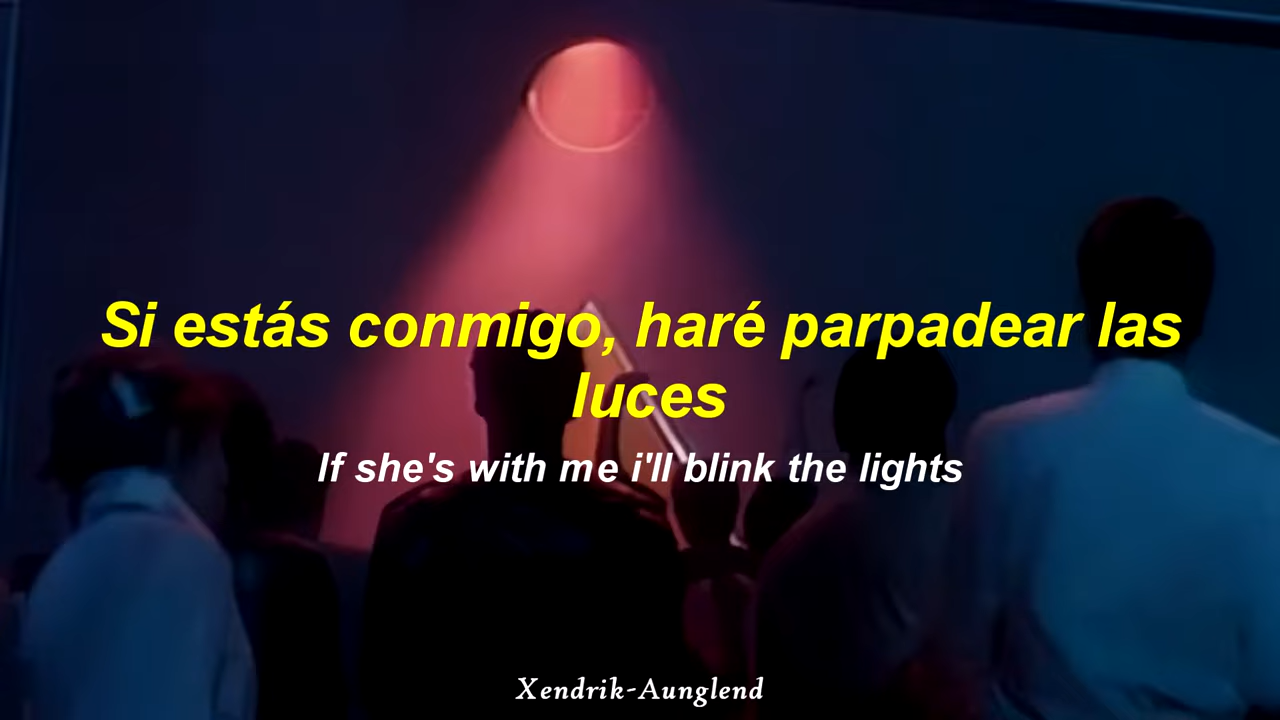 Si estás conmigo, haré parpadear las
luces
If she's with me i'll blink the lights
Xendrik-Aunglend